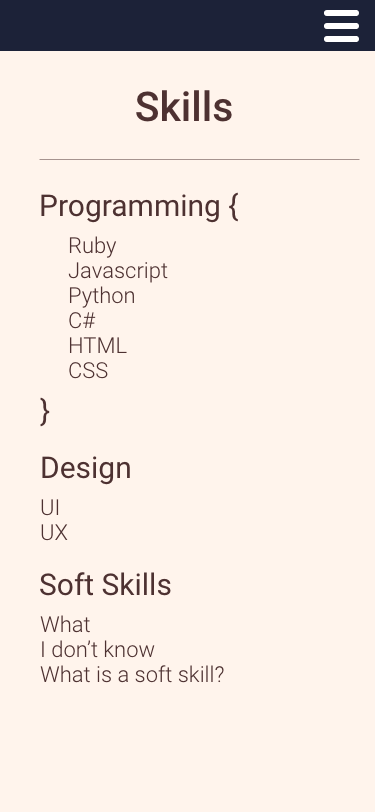 Skills
Programming {
Ruby
Javascript
Python
C#
HTML
CSS
}
Design
UI
UX
Soft Skills
What
I don’t know
What is a soft skill?